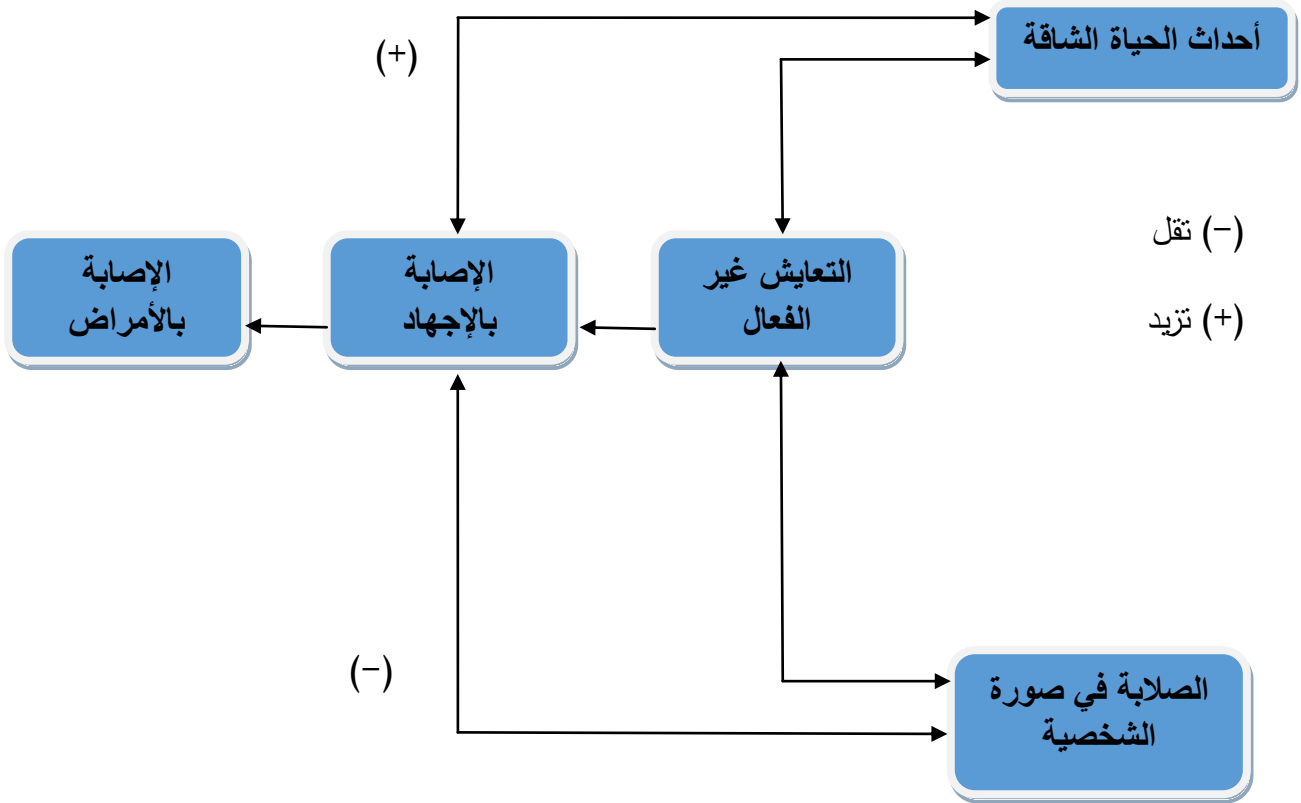 أحداث الحياة الشاقة
(+)
(−) تقل
(+) تزيد
التعايش غير
الفعال
الإصابة
بالإجهاد
الإصابة
بالأمراض
(−)
الصلابة في صورة
الشخصية